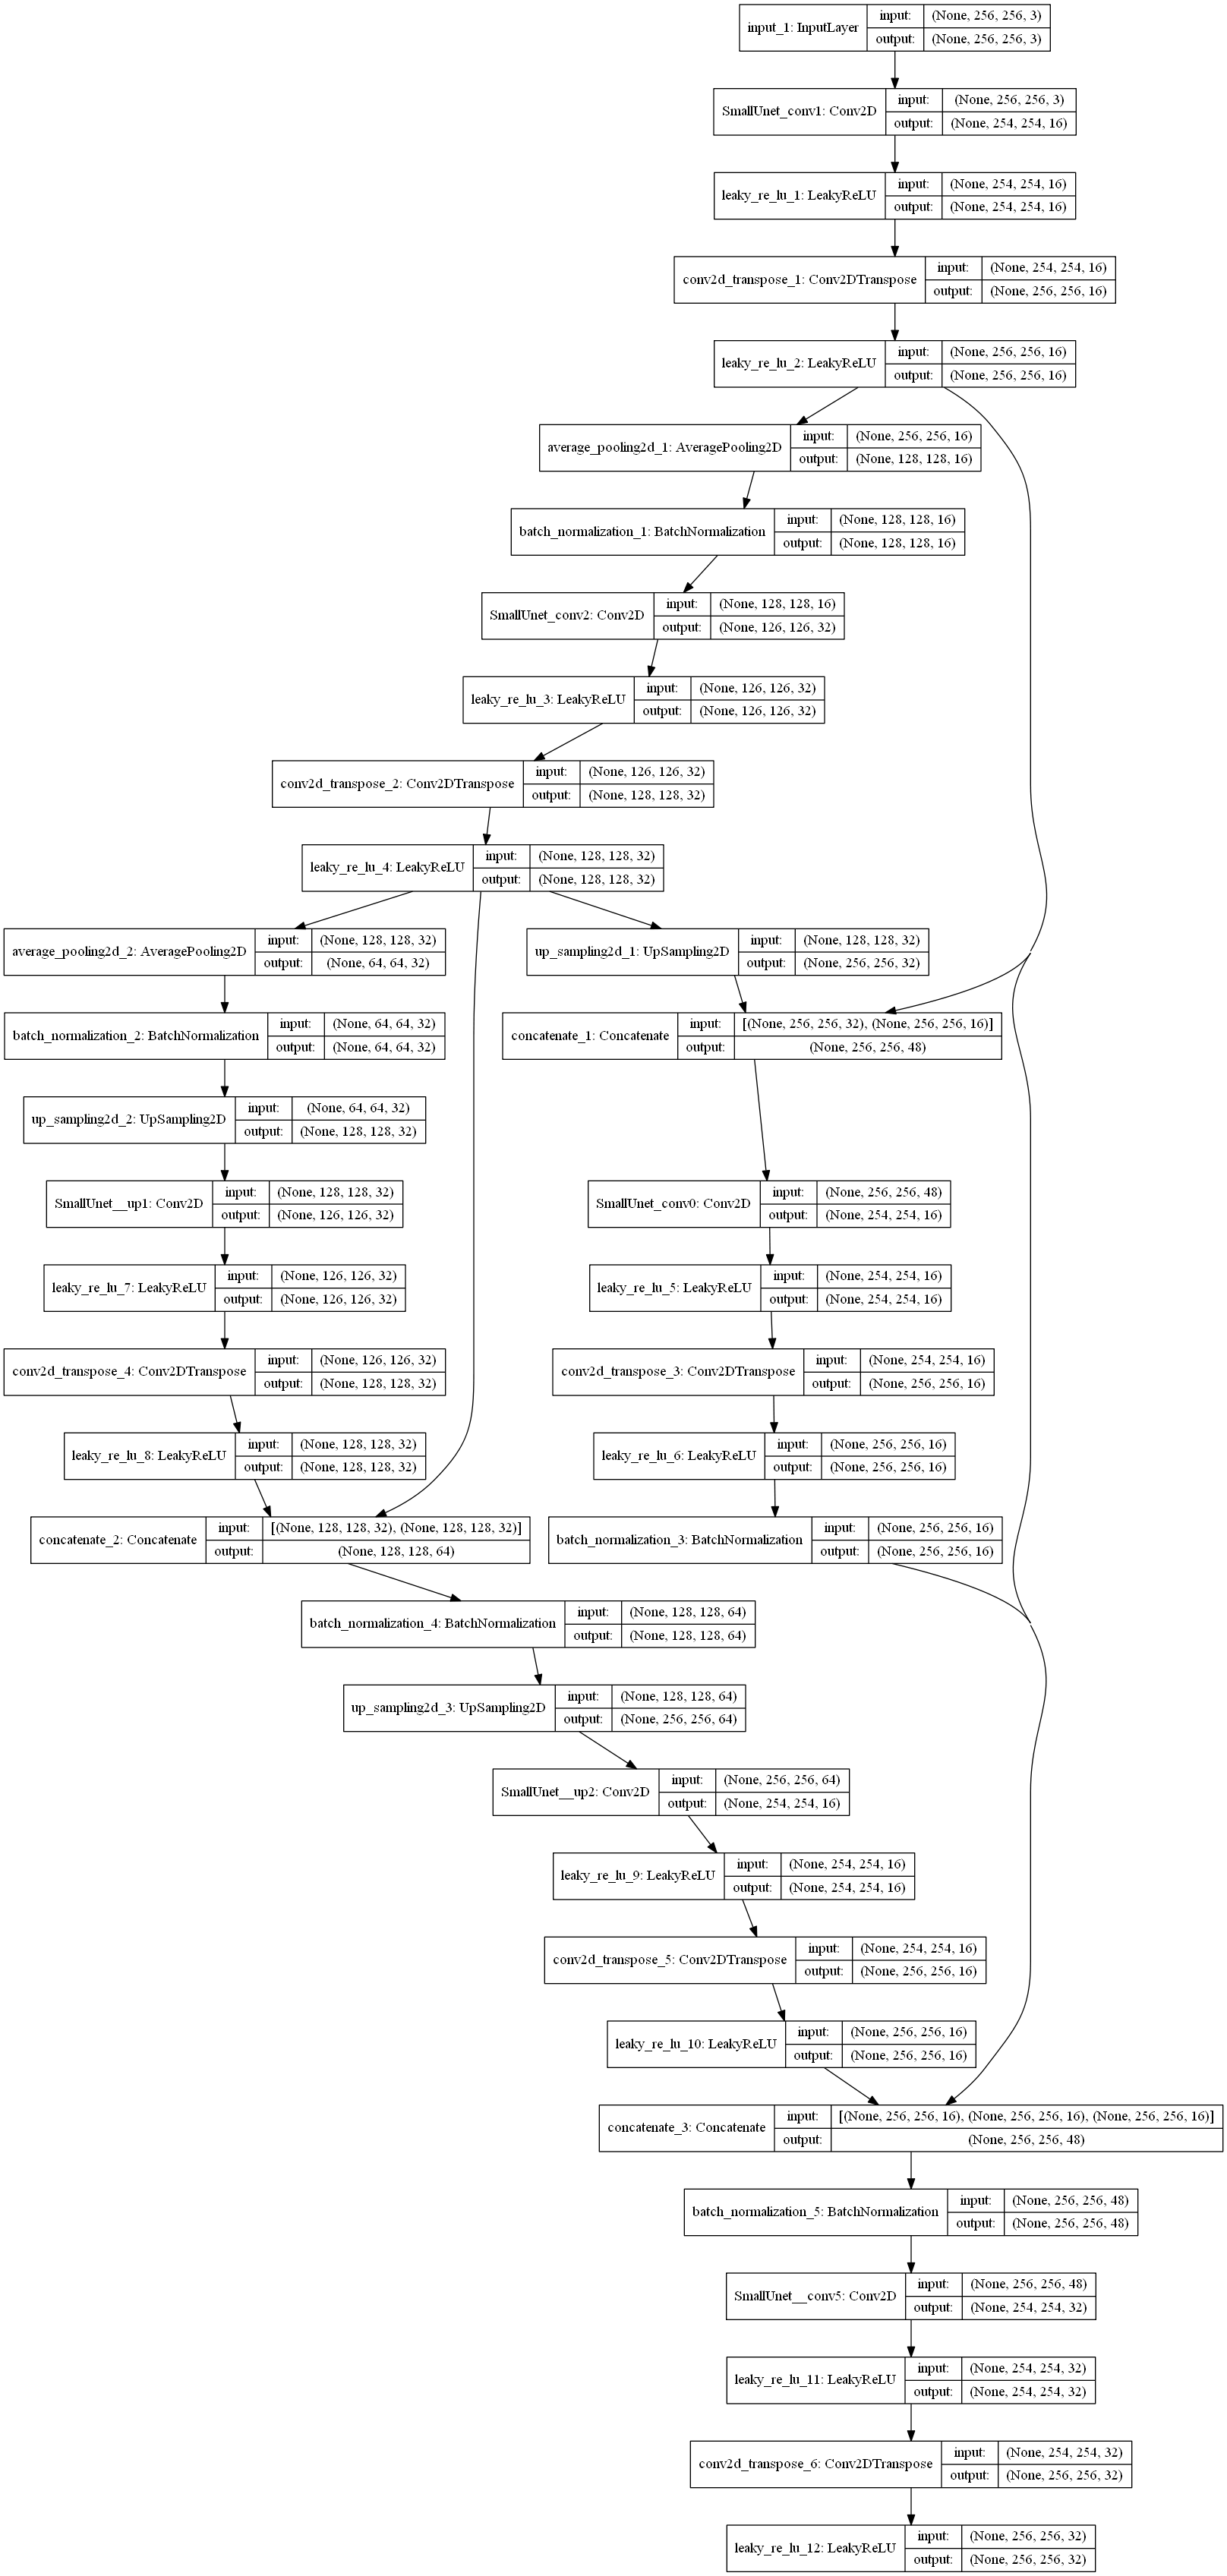 input_1: InputLayer
input: (None, 256, 256, 3)
output: (None, 256, 256, 3)
SmallUnet_conv1: Conv2D
input: (None, 256, 256, 3)
output: (None, 254, 254, 16)
leaky_re_lu_1: LeakyReLU
input: (None, 254, 254, 16)
output: (None, 254, 254, 16)
conv2d_transpose_1: Conv2DTranspose
input: (None, 254, 254, 16)
output: (None, 256, 256, 16)
leaky_re_lu_2: LeakyReLU
input: (None, 256, 256, 16)
output: (None, 256, 256, 16)
average_pooling2d_1: AveragePooling2D
input: (None, 256, 256, 16)
output: (None, 128, 128, 16)
batch_normalization_1: BatchNormalization
input: (None, 128, 128, 16)
output: (None, 128, 128, 16)
SmallUnet_conv2: Conv2D
input: (None, 128, 128, 16)
output: (None, 126, 126, 32)
leaky_re_lu_3: LeakyReLU
input: (None, 126, 126, 32)
output: (None, 126, 126, 32)
conv2d_transpose_2: Conv2DTranspose
input: (None, 126, 126, 32)
output: (None, 128, 128, 32)
leaky_re_lu_4: LeakyReLU
input: (None, 128, 128, 32)
output: (None, 128, 128, 32)
average_pooling2d_2: AveragePooling2D
input: (None, 128, 128, 32)
output: (None, 64, 64, 32)
up_sampling2d_1: UpSampling2D
input: (None, 128, 128, 32)
output: (None, 256, 256, 32)
batch_normalization_2: BatchNormalization
input: (None, 64, 64, 32)
output: (None, 64, 64, 32)
concatenate_1: Concatenate
input: [(None, 256, 256, 32), (None, 256, 256, 16)]
output: (None, 256, 256, 48)
up_sampling2d_2: UpSampling2D
input: (None, 64, 64, 32)
output: (None, 128, 128, 32)
SmallUnet__up1: Conv2D
input: (None, 128, 128, 32)
output: (None, 126, 126, 32)
SmallUnet_conv0: Conv2D
input: (None, 256, 256, 48)
output: (None, 254, 254, 16)
leaky_re_lu_7: LeakyReLU
input: (None, 126, 126, 32)
output: (None, 126, 126, 32)
leaky_re_lu_5: LeakyReLU
input: (None, 254, 254, 16)
output: (None, 254, 254, 16)
conv2d_transpose_4: Conv2DTranspose
input: (None, 126, 126, 32)
output: (None, 128, 128, 32)
conv2d_transpose_3: Conv2DTranspose
input: (None, 254, 254, 16)
output: (None, 256, 256, 16)
leaky_re_lu_8: LeakyReLU
input: (None, 128, 128, 32)
output: (None, 128, 128, 32)
leaky_re_lu_6: LeakyReLU
input: (None, 256, 256, 16)
output: (None, 256, 256, 16)
concatenate_2: Concatenate
input: [(None, 128, 128, 32), (None, 128, 128, 32)]
output: (None, 128, 128, 64)
batch_normalization_3: BatchNormalization
input: (None, 256, 256, 16)
output: (None, 256, 256, 16)
batch_normalization_4: BatchNormalization
input: (None, 128, 128, 64)
output: (None, 128, 128, 64)
up_sampling2d_3: UpSampling2D
input: (None, 128, 128, 64)
output: (None, 256, 256, 64)
SmallUnet__up2: Conv2D
input: (None, 256, 256, 64)
output: (None, 254, 254, 16)
leaky_re_lu_9: LeakyReLU
input: (None, 254, 254, 16)
output: (None, 254, 254, 16)
conv2d_transpose_5: Conv2DTranspose
input: (None, 254, 254, 16)
output: (None, 256, 256, 16)
leaky_re_lu_10: LeakyReLU
input: (None, 256, 256, 16)
output: (None, 256, 256, 16)
concatenate_3: Concatenate
input: [(None, 256, 256, 16), (None, 256, 256, 16), (None, 256, 256, 16)]
output: (None, 256, 256, 48)
batch_normalization_5: BatchNormalization
input: (None, 256, 256, 48)
output: (None, 256, 256, 48)
SmallUnet__conv5: Conv2D
input: (None, 256, 256, 48)
output: (None, 254, 254, 32)
leaky_re_lu_11: LeakyReLU
input: (None, 254, 254, 32)
output: (None, 254, 254, 32)
conv2d_transpose_6: Conv2DTranspose
input: (None, 254, 254, 32)
output: (None, 256, 256, 32)
leaky_re_lu_12: LeakyReLU
input: (None, 256, 256, 32)
output: (None, 256, 256, 32)